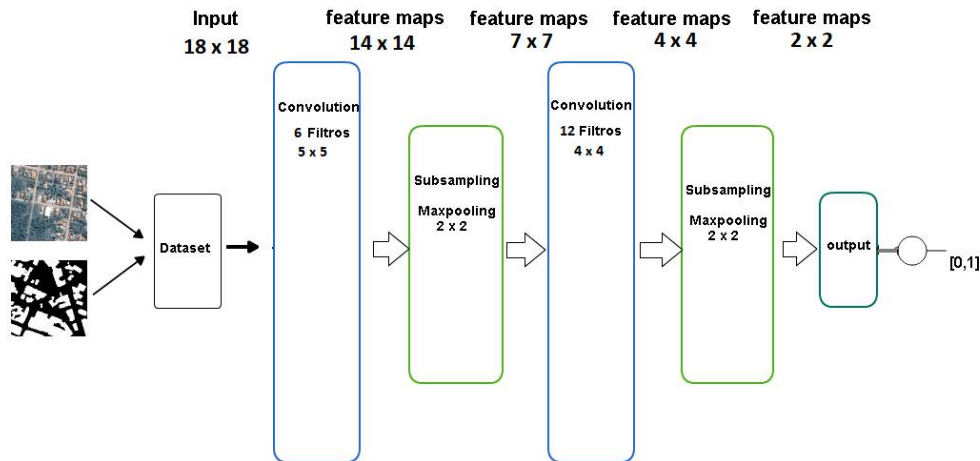 Input
18 x 18
feature maps
14 x 14
feature maps
7 x 7
feature maps
4 x 4
feature maps
2 x 2
Dataset
Convolution
6 Filtros
5 x 5
Subsampling
Maxpooling
2 x 2
Convolution
12 Filtros
4 x 4
Subsampling
Maxpooling
2 x 2
output
[0,1]